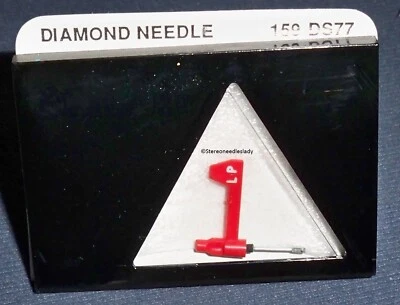 DIAMOND NEEDLE 159 DS77
©Stereoneedleslady
LP